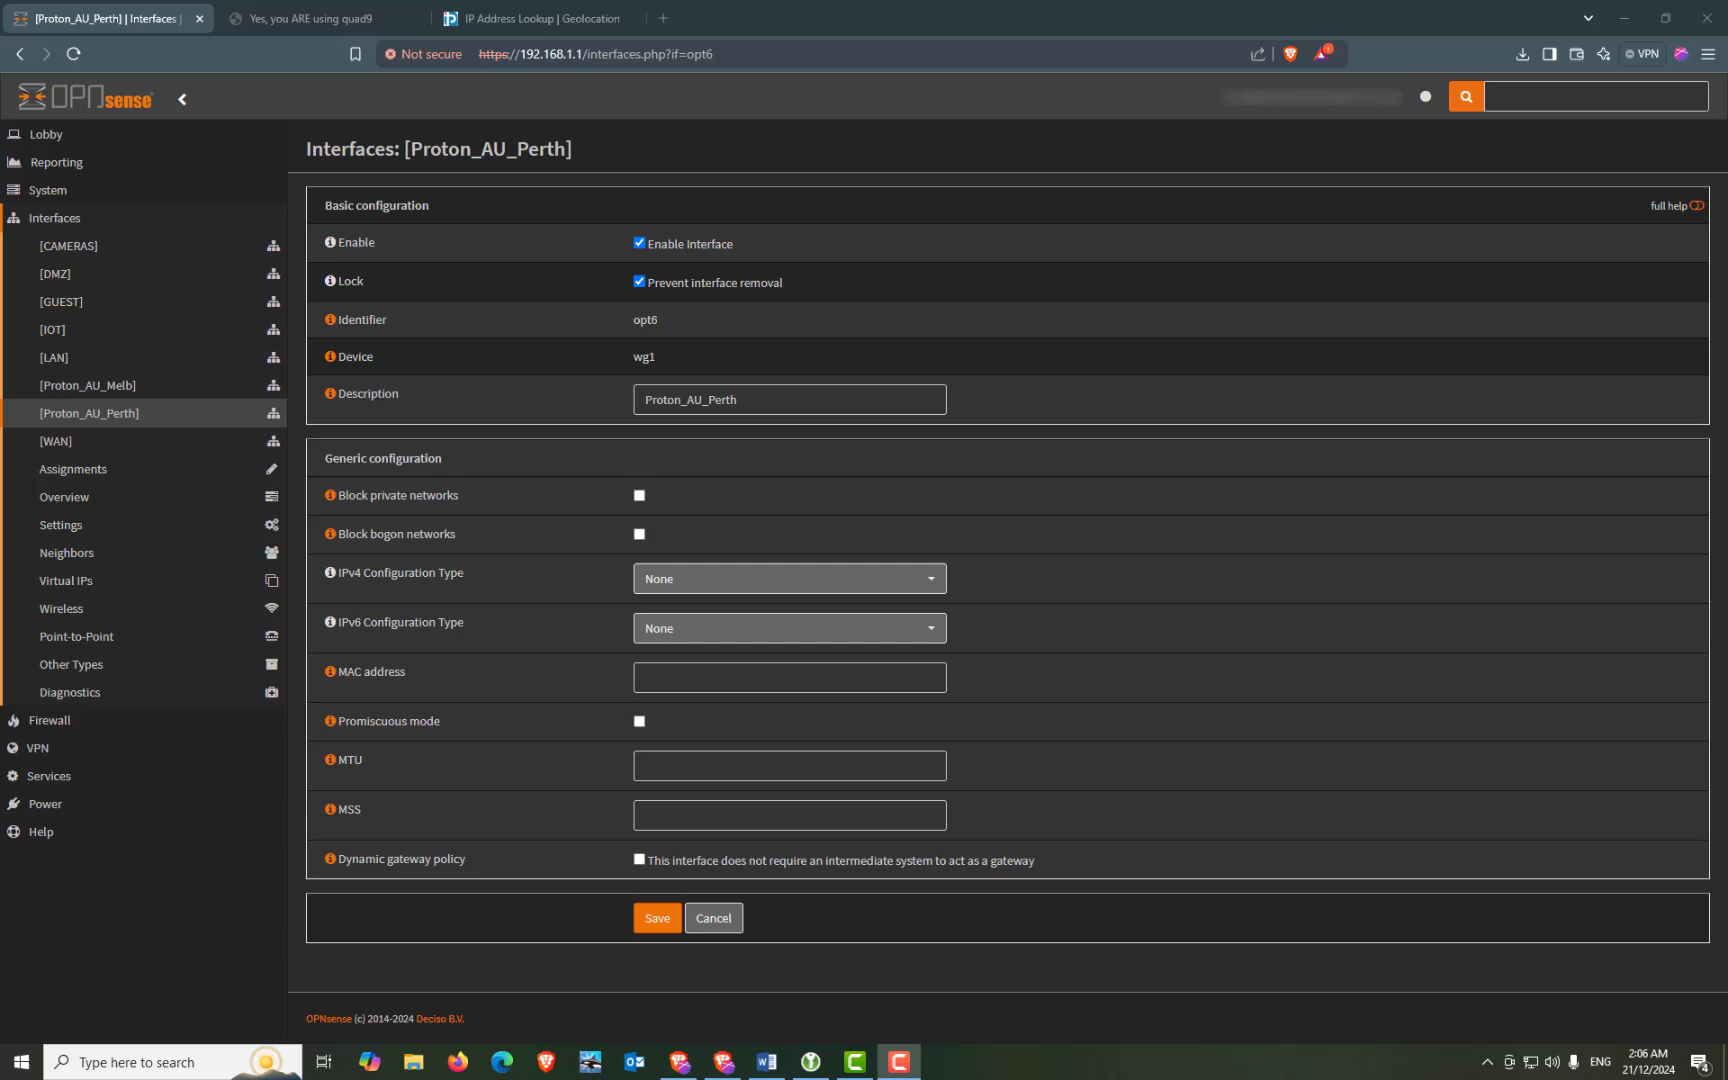 [Proton_AU_Perth] | Interfaces |
Yes, you ARE using quad9
IP Address Lookup | Geolocation
Not secure
https://192.168.1.1/interfaces.php?if=opt6
1
VPN
OPNsense
Lobby
Reporting
System
Interfaces
[CAMERAS]
[DMZ]
[GUEST]
[IOT]
[LAN]
[Proton_AU_Melb]
[Proton_AU_Perth]
[WAN]
Assignments
Overview
Settings
Neighbors
Virtual IPs
Wireless
Point-to-Point
Other Types
Diagnostics
Firewall
VPN
Services
Power
Help
Interfaces: [Proton_AU_Perth]
Basic configuration
full help
Enable
Enable Interface
Lock
Prevent interface removal
Identifier
opt6
Device
wg1
Description
Proton_AU_Perth
Generic configuration
Block private networks
Block bogon networks
IPv4 Configuration Type
None
IPv6 Configuration Type
None
MAC address
Promiscuous mode
MTU
MSS
Dynamic gateway policy
This interface does not require an intermediate system to act as a gateway
Save
Cancel
OPNsense (c) 2014-2024 Deciso B.V.
Type here to search
ENG
2:06 AM
21/12/2024
4